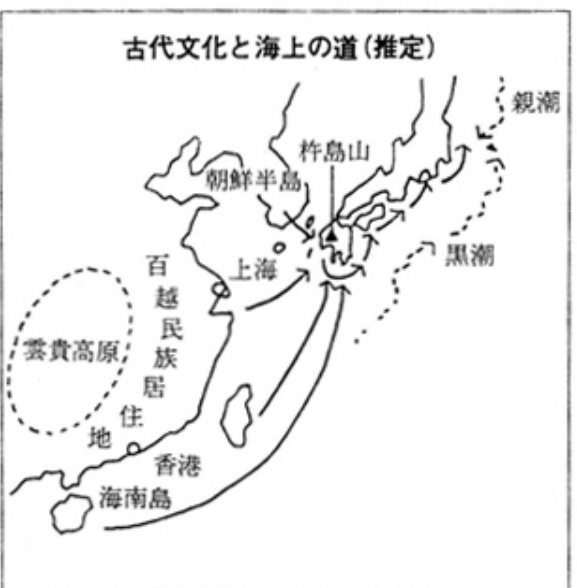 古代文化と海上の道(推定)
親潮
杵島山
朝鮮半島
黒潮
上海
百越民族居住地
雲貴高原
香港
海南島